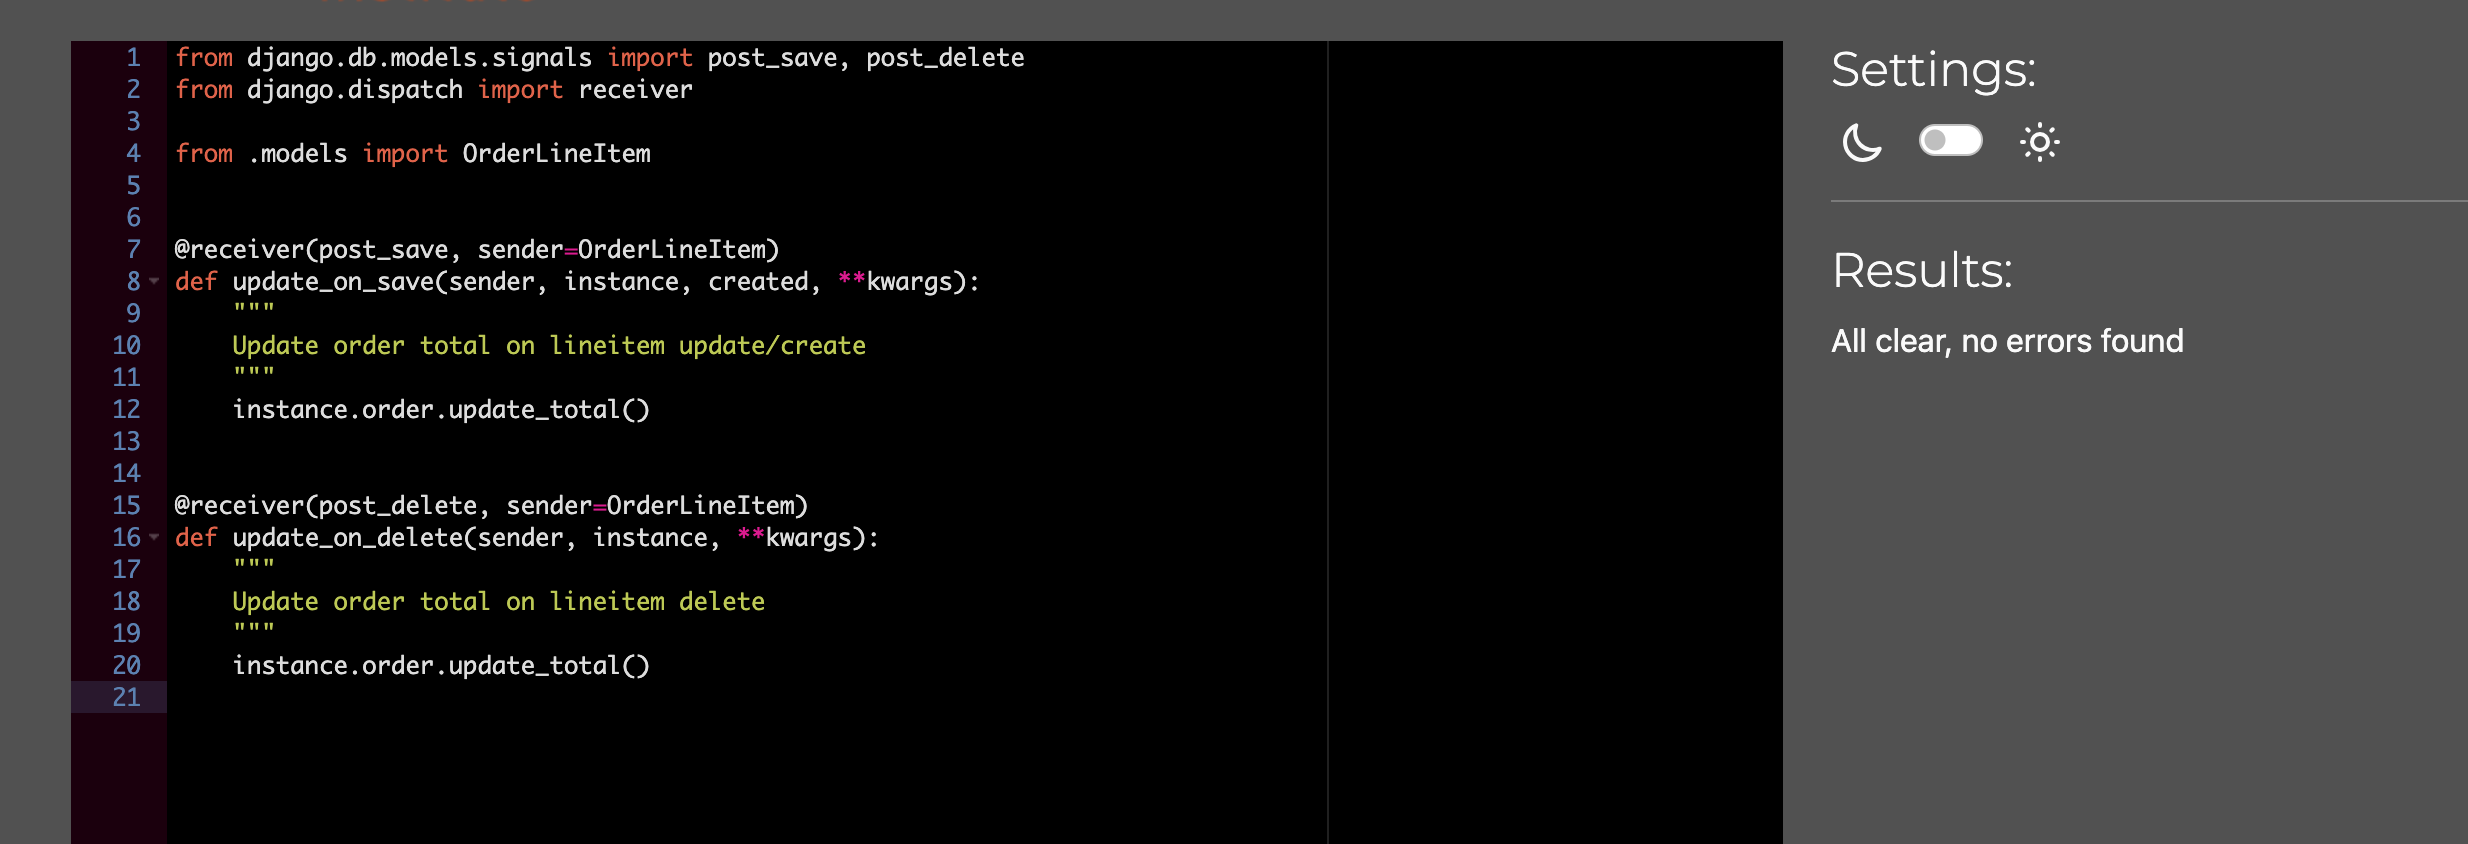 1 from django.db.models.signals import post_save, post_delete
2 from django.dispatch import receiver
3
4 from .models import OrderLineItem
5
6
7 @receiver(post_save, sender=OrderLineItem)
8 def update_on_save(sender, instance, created, **kwargs):
9     """
10     Update order total on lineitem update/create
11     """
12     instance.order.update_total()
13
14
15 @receiver(post_delete, sender=OrderLineItem)
16 def update_on_delete(sender, instance, **kwargs):
17     """
18     Update order total on lineitem delete
19     """
20     instance.order.update_total()
21
Settings:
Results:
All clear, no errors found